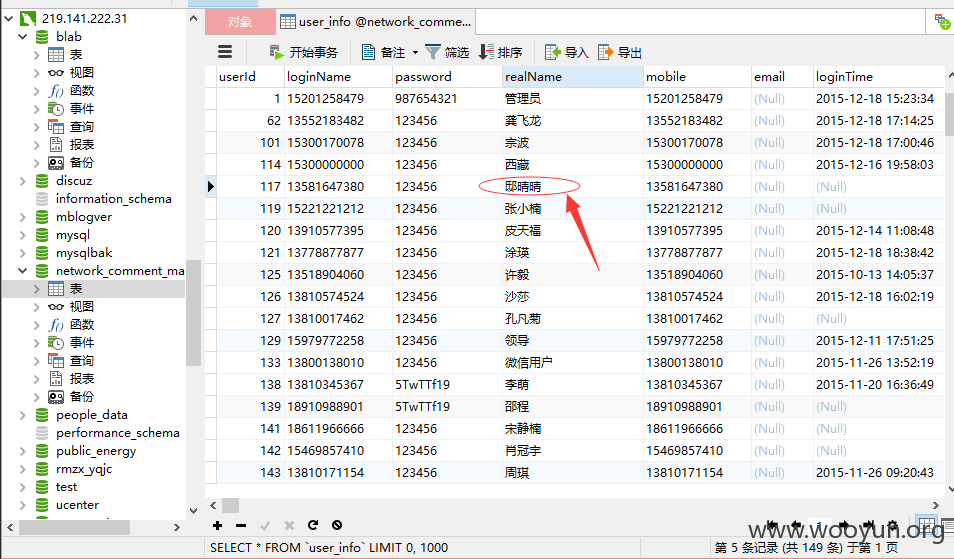 219.141.222.31
blab
表
视图
函数
事件
查询
报表
备份
discuz
information_schema
mblogver
mysql
mysqlbak
network_comment_ma
表
视图
函数
事件
查询
报表
备份
people_data
performance_schema
public_energy
rmzx_yqjc
test
ucenter
对象 user_info @network_comme...
开始事务 备注 筛选 排序 导入 导出
userId loginName password realName mobile email loginTime
1 15201258479 987654321 管理员 15201258479 (Null) 2015-12-18 15:23:34
62 13552183482 123456 龚飞龙 13552183482 (Null) 2015-12-18 17:14:25
101 15300170078 123456 宗波 15300170078 (Null) 2015-12-18 17:00:46
114 15300000000 123456 西藏 15300000000 (Null) 2015-12-16 19:58:03
117 13581647380 123456 邸晴晴 13581647380 (Null) (Null)
119 15221221212 123456 张小楠 15221221212 (Null) (Null)
120 13910577395 123456 皮天福 13910577395 (Null) 2015-12-14 11:08:48
121 13778877877 123456 涂瑛 13778877877 (Null) 2015-12-18 18:38:42
125 13518904060 123456 许毅 13518904060 (Null) 2015-10-13 14:05:37
126 13810574524 123456 沙莎 13810574524 (Null) 2015-12-18 16:02:19
127 13810017462 123456 孔凡菊 13810017462 (Null) (Null)
129 15979772258 123456 领导 15979772258 (Null) 2015-12-11 17:51:25
133 13800138010 123456 微信用户 13800138010 (Null) 2015-11-26 13:52:19
138 13810345367 5TwTTf19 李萌 13810345367 (Null) 2015-11-20 16:36:49
139 18910988901 5TwTTf19 邵程 18910988901 (Null) (Null)
141 18611966666 123456 宋静楠 18611966666 (Null) (Null)
142 15469857410 123456 肖冠宇 15469857410 (Null) (Null)
143 13810171154 123456 周琪 13810171154 (Null) 2015-11-26 09:20:43
www.wooyun.org
SELECT * FROM `user_info` LIMIT 0, 1000 第 5 条记录 (共 149 条) 于第 1 页